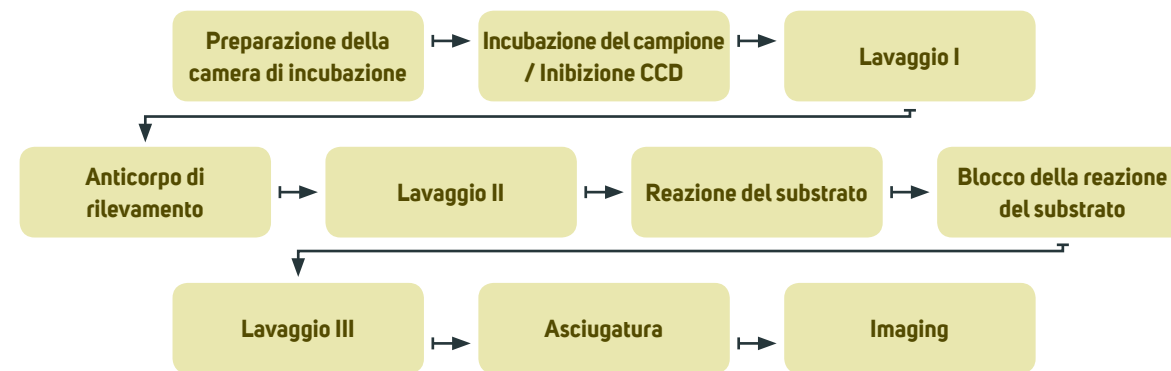 Preparazione della
camera di incubazione
Incubazione del campione
/ Inibizione CCD
Lavaggio I
Anticorpo di
rilevamento
Lavaggio II
Reazione del substrato
Blocco della reazione
del substrato
Lavaggio III
Asciugatura
Imaging